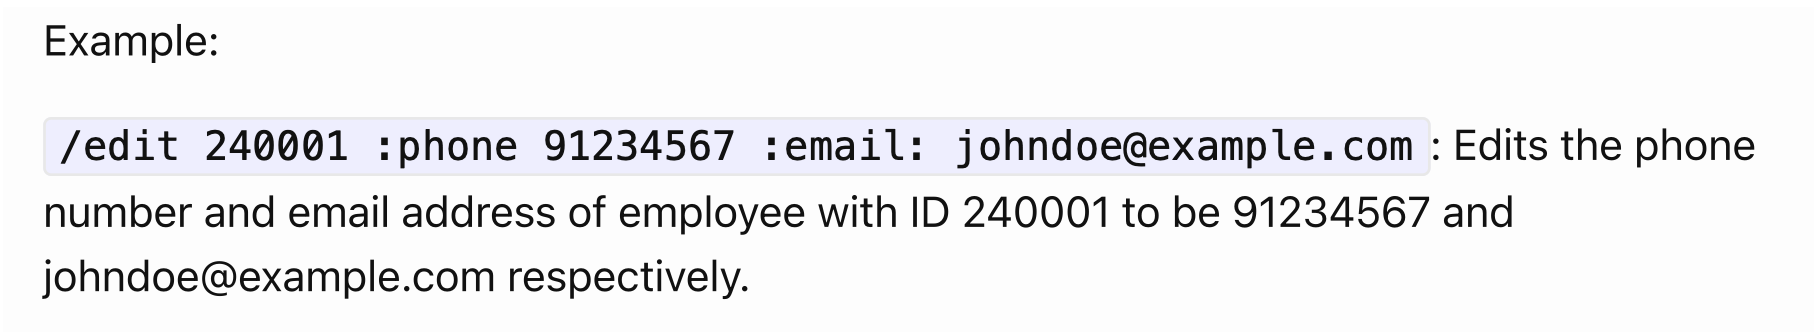 Example:
/edit 240001 :phone 91234567 :email: johndoe@example.com : Edits the phone
number and email address of employee with ID 240001 to be 91234567 and
johndoe@example.com respectively.